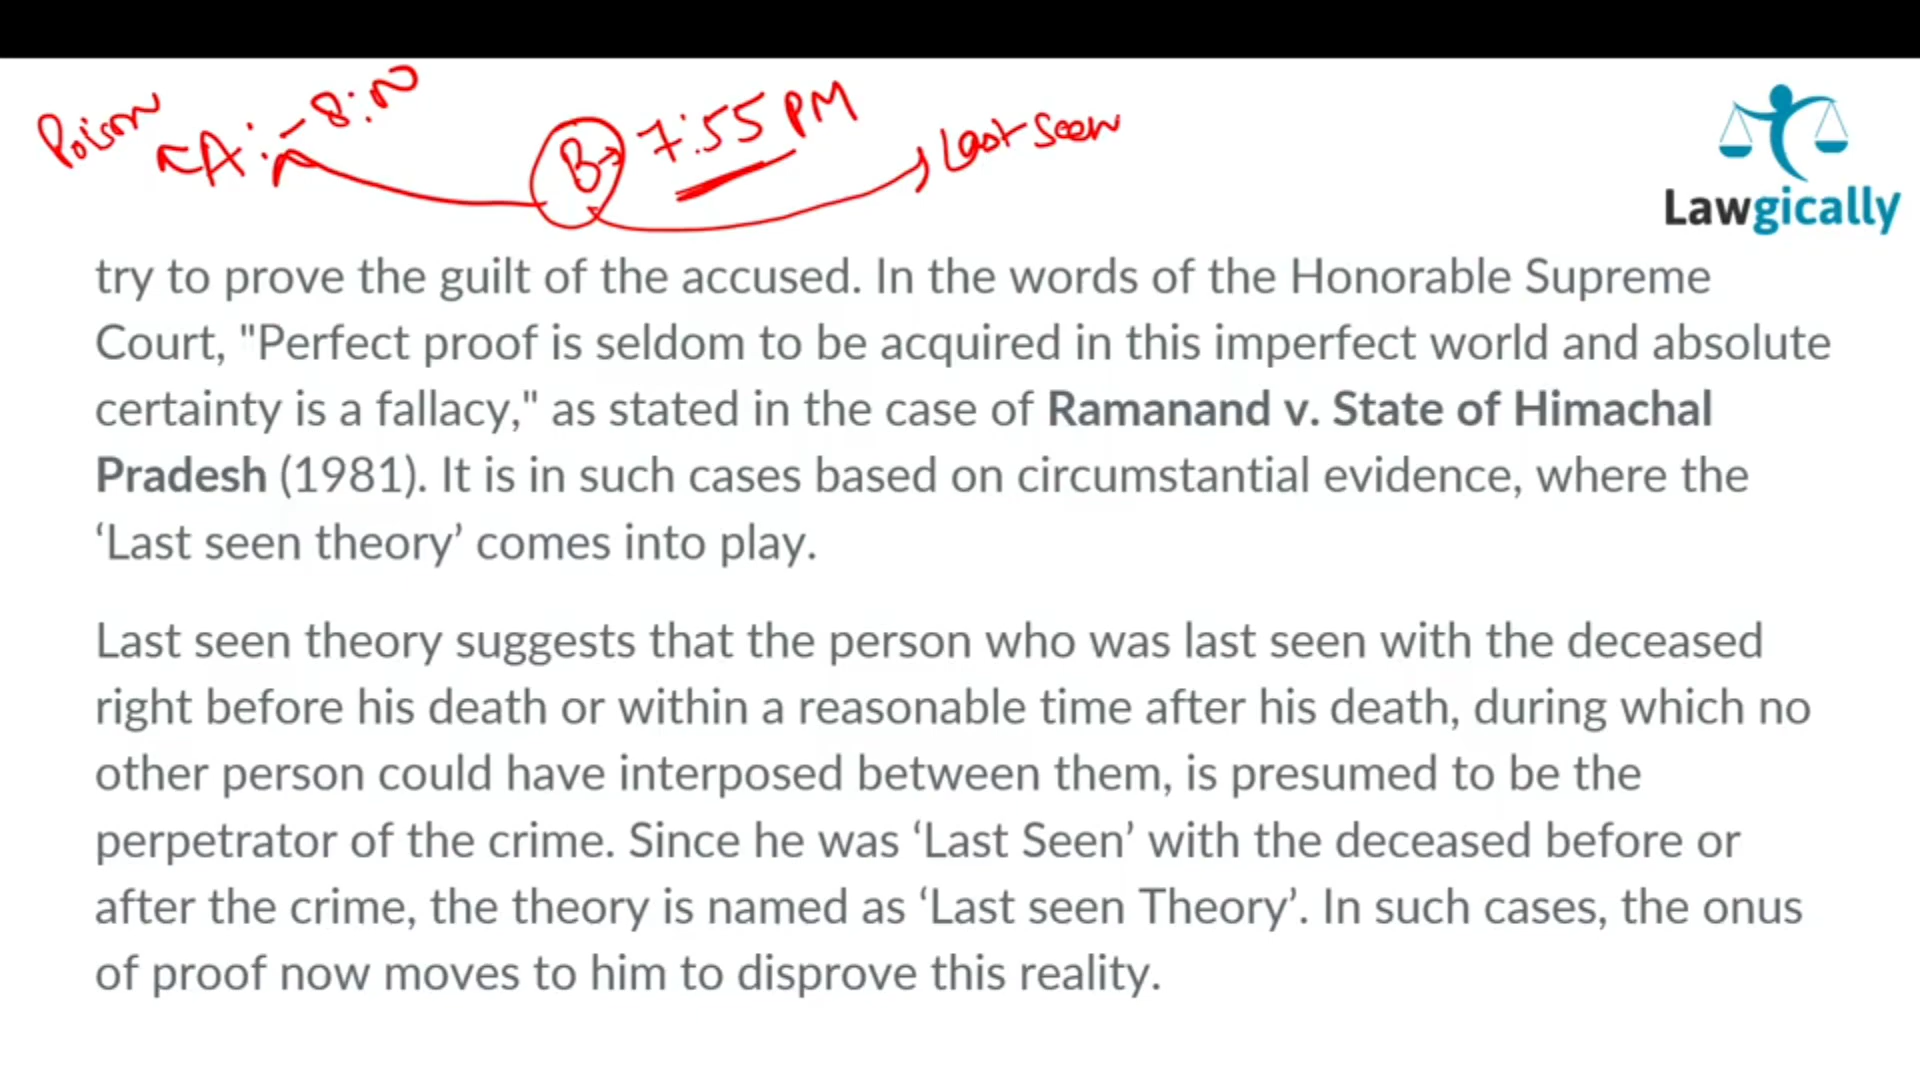 Poison
A:- 8:00
B→ 7:55 PM
Last Seen
Lawgically
try to prove the guilt of the accused. In the words of the Honorable Supreme
Court, "Perfect proof is seldom to be acquired in this imperfect world and absolute
certainty is a fallacy," as stated in the case of Ramanand v. State of Himachal
Pradesh (1981). It is in such cases based on circumstantial evidence, where the
‘Last seen theory’ comes into play.
Last seen theory suggests that the person who was last seen with the deceased
right before his death or within a reasonable time after his death, during which no
other person could have interposed between them, is presumed to be the
perpetrator of the crime. Since he was ‘Last Seen’ with the deceased before or
after the crime, the theory is named as ‘Last seen Theory’. In such cases, the onus
of proof now moves to him to disprove this reality.